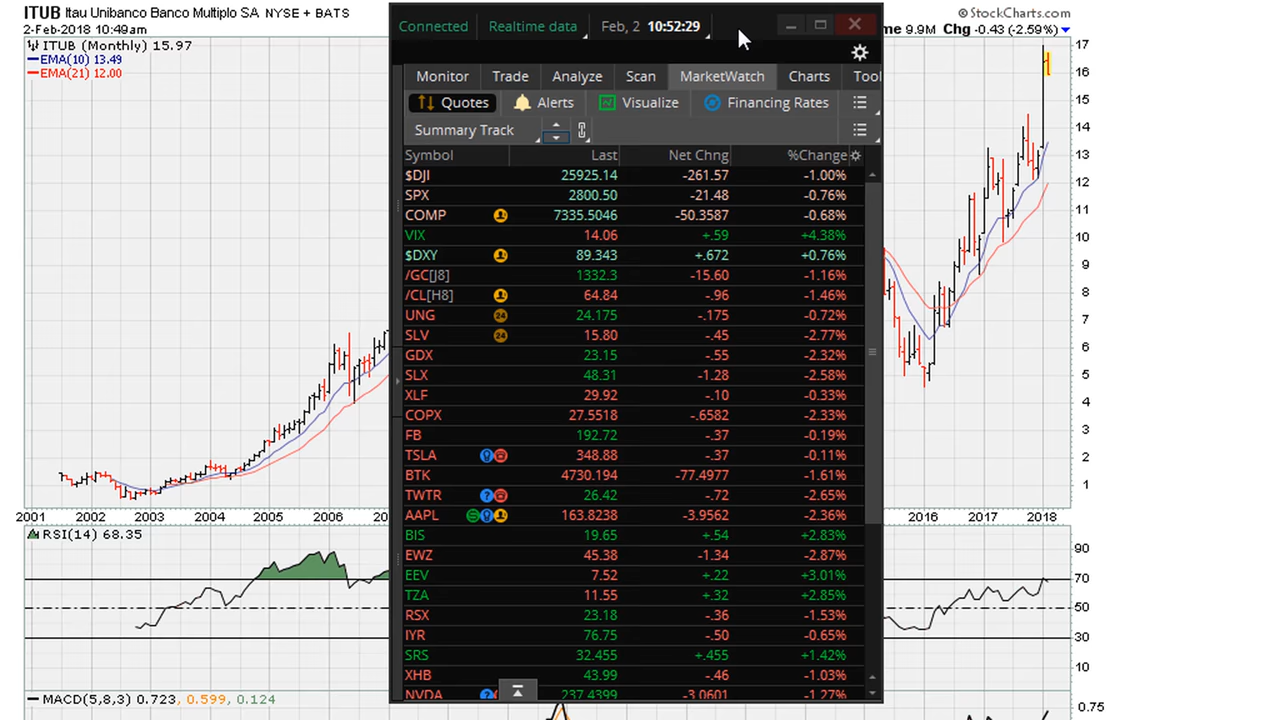 ITUB Itau Unibanco Banco Multiplo SA NYSE + BATS
© StockCharts.com
2-Feb-2018 10:49am
me 9.9M Chg -0.43 (-2.59%)
ITUB (Monthly) 15.97
EMA(10) 13.49
EMA(21) 12.00
Connected Realtime data Feb, 2 10:52:29
Monitor Trade Analyze Scan MarketWatch Charts Tool
Quotes Alerts Visualize Financing Rates
Summary Track
Symbol Last Net Chng %Change
$DJI 25925.14 -261.57 -1.00%
SPX 2800.50 -21.48 -0.76%
COMP 7335.5046 -50.3587 -0.68%
VIX 14.06 +.59 +4.38%
$DXY 89.343 +.672 +0.76%
/GC[J8] 1332.3 -15.60 -1.16%
/CL[H8] 64.84 -.96 -1.46%
UNG 24 24.175 -.175 -0.72%
SLV 24 15.80 -.45 -2.77%
GDX 23.15 -.55 -2.32%
SLX 48.31 -1.28 -2.58%
XLF 29.92 -.10 -0.33%
COPX 27.5518 -.6582 -2.33%
FB 192.72 -.37 -0.19%
TSLA 348.88 -.37 -0.11%
BTK 4730.194 -77.4977 -1.61%
TWTR ? 26.42 -.72 -2.65%
AAPL 163.8238 -3.9562 -2.36%
BIS 19.65 +.54 +2.83%
EWZ 45.38 -1.34 -2.87%
EEV 7.52 +.22 +3.01%
TZA 11.55 +.32 +2.85%
RSX 23.18 -.36 -1.53%
IYR 76.75 -.50 -0.65%
SRS 32.455 +.455 +1.42%
XHB 43.99 -.46 -1.03%
NVDA ? 237.4399 -3.0601 -1.27%
17
16
15
14
13
12
11
10
9
8
7
6
5
4
3
2
1
2001 2002 2003 2004 2005 2006 20 2016 2017 2018
RSI(14) 68.35
90
70
50
30
10
MACD(5,8,3) 0.723, 0.599, 0.124
0.75